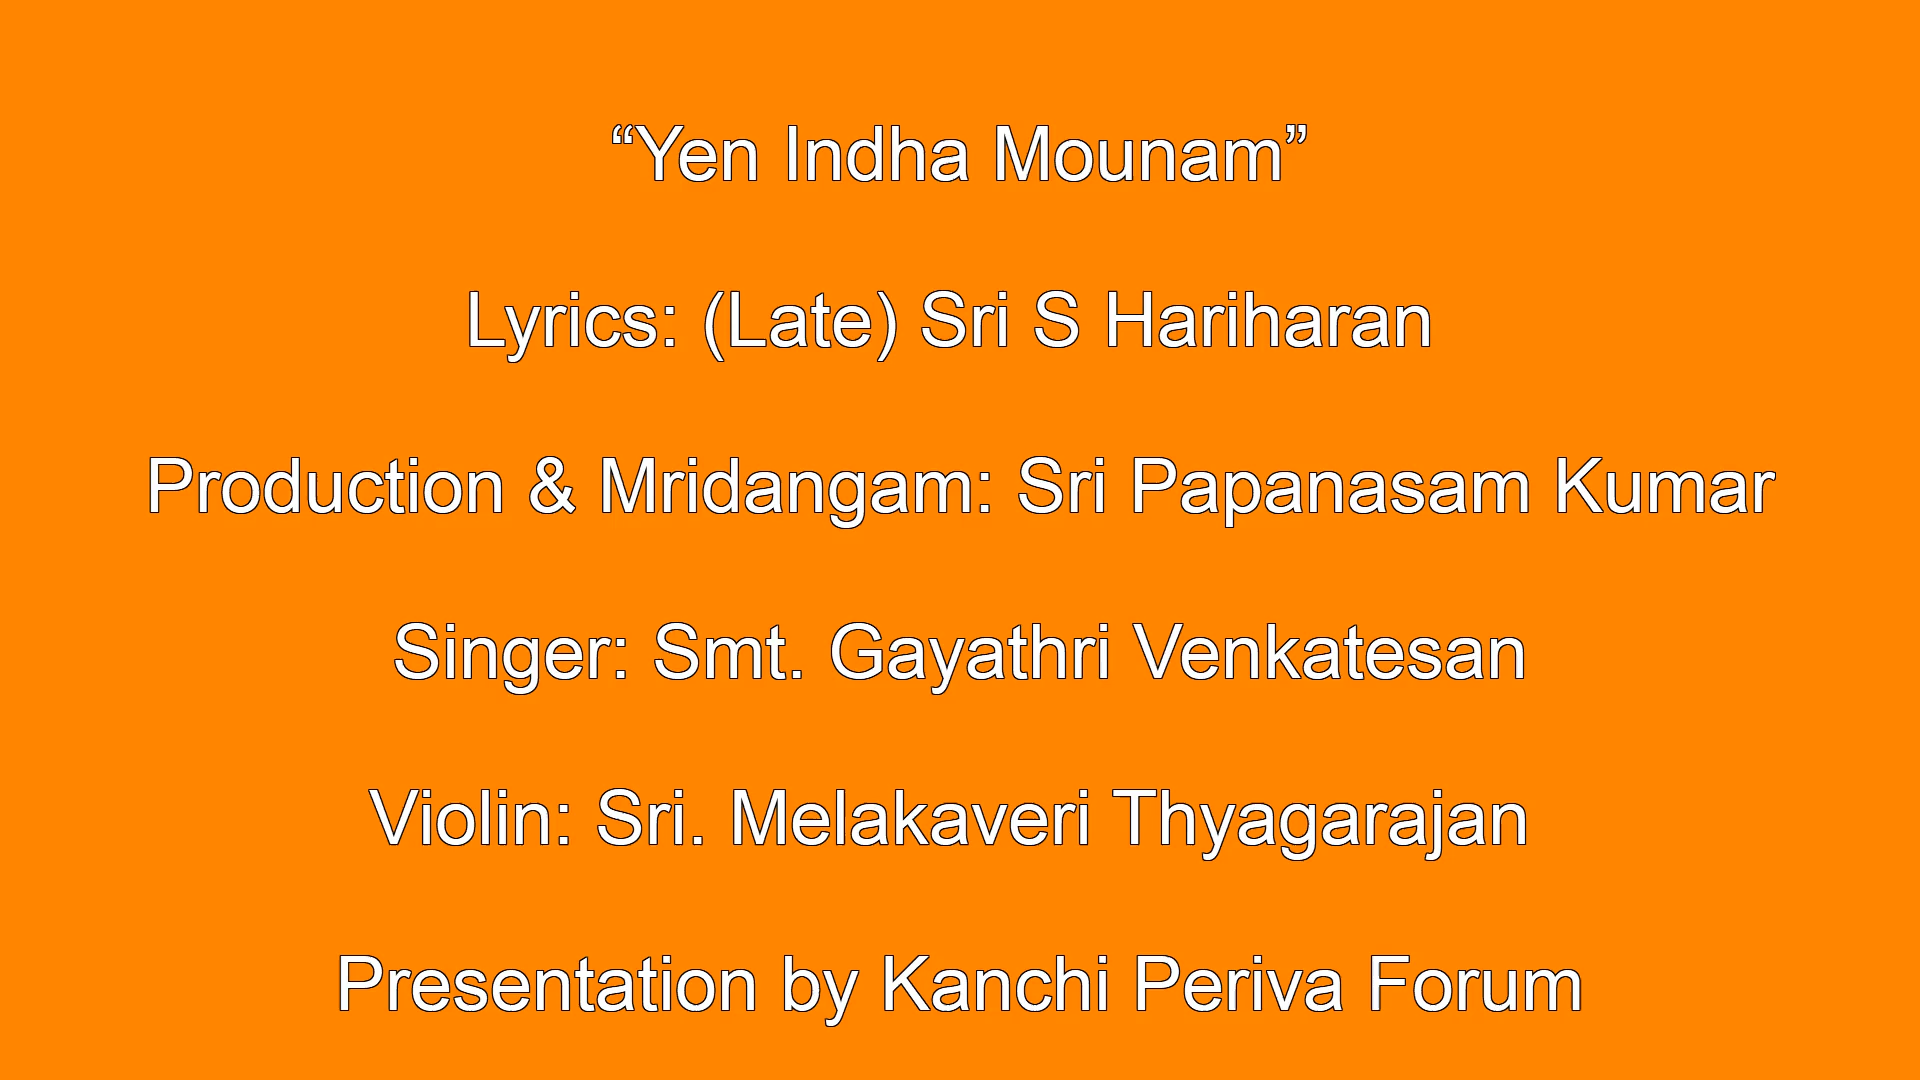 “Yen Indha Mounam”
Lyrics: (Late) Sri S Hariharan
Production & Mridangam: Sri Papanasam Kumar
Singer: Smt. Gayathri Venkatesan
Violin: Sri. Melakaveri Thyagarajan
Presentation by Kanchi Periva Forum